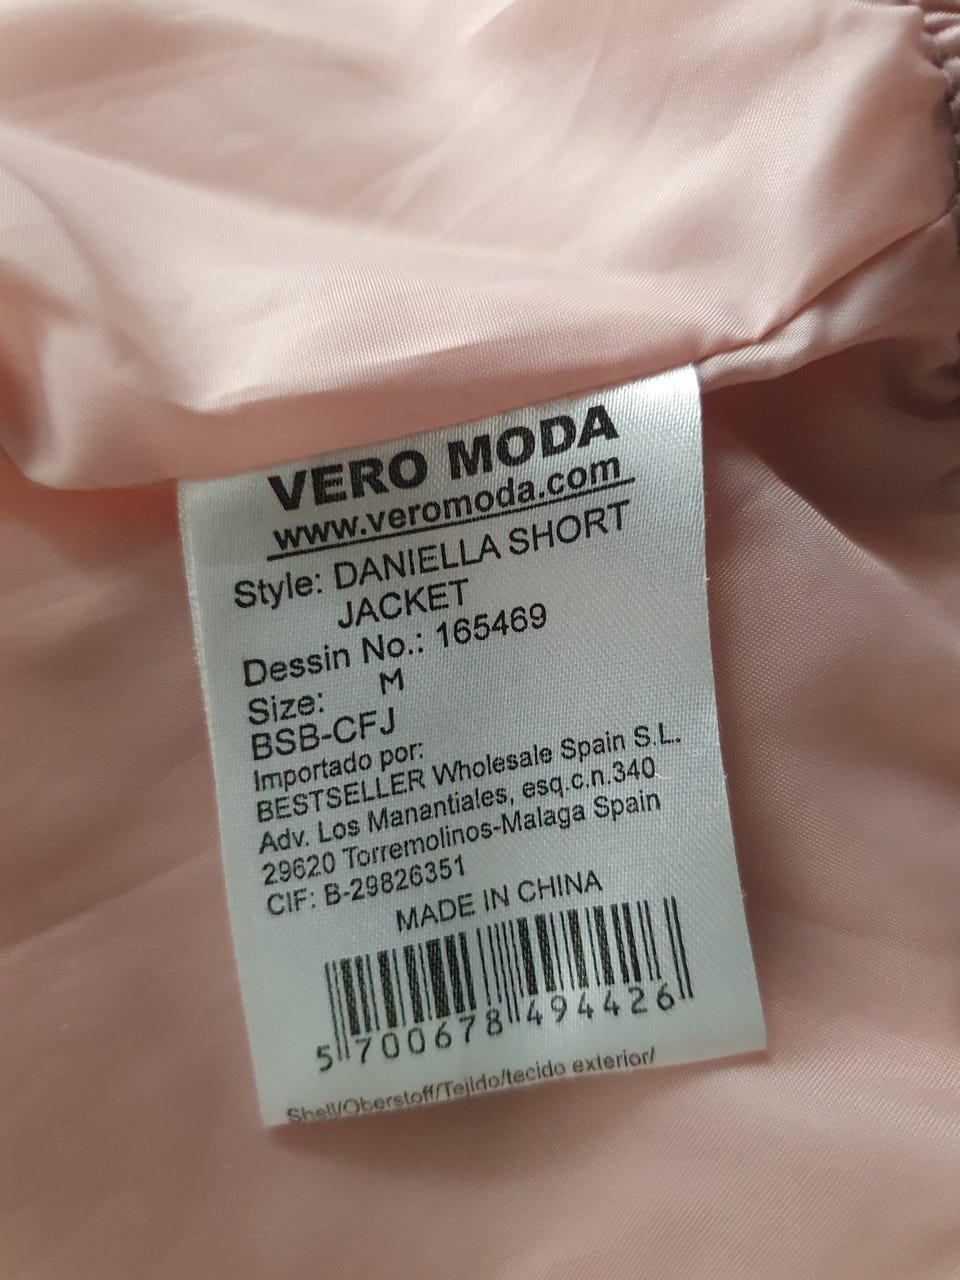 VERO MODA
www.veromoda.com
Style: DANIELLA SHORT
JACKET
Dessin No.: 165469
Size: M
BSB-CFJ
Importado por:
BESTSELLER Wholesale Spain S.L.
Adv. Los Manantiales, esq.c.n.340
29620 Torremolinos-Malaga Spain
CIF: B-29826351
MADE IN CHINA
5 700678 494426
Shell/Oberstoff/Tejido/tecido exterior/